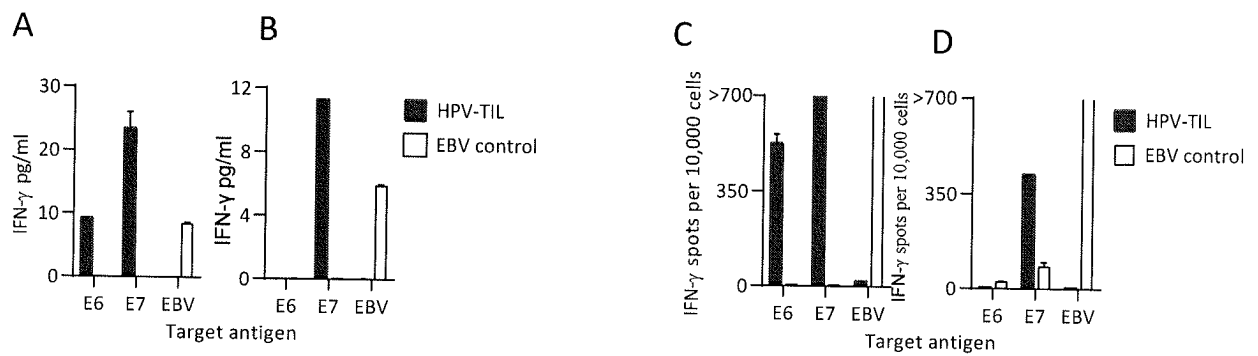 A
IFN-γ pg/ml
30
20
10
0
E6 E7 EBV
B
IFN-γ pg/ml
12
8
4
0
E6 E7 EBV
HPV-TIL
EBV control
Target antigen
C
IFN-γ spots per 10,000 cells
>700
350
0
E6 E7 EBV
D
IFN-γ spots per 10,000 cells
>700
350
0
E6 E7 EBV
HPV-TIL
EBV control
Target antigen